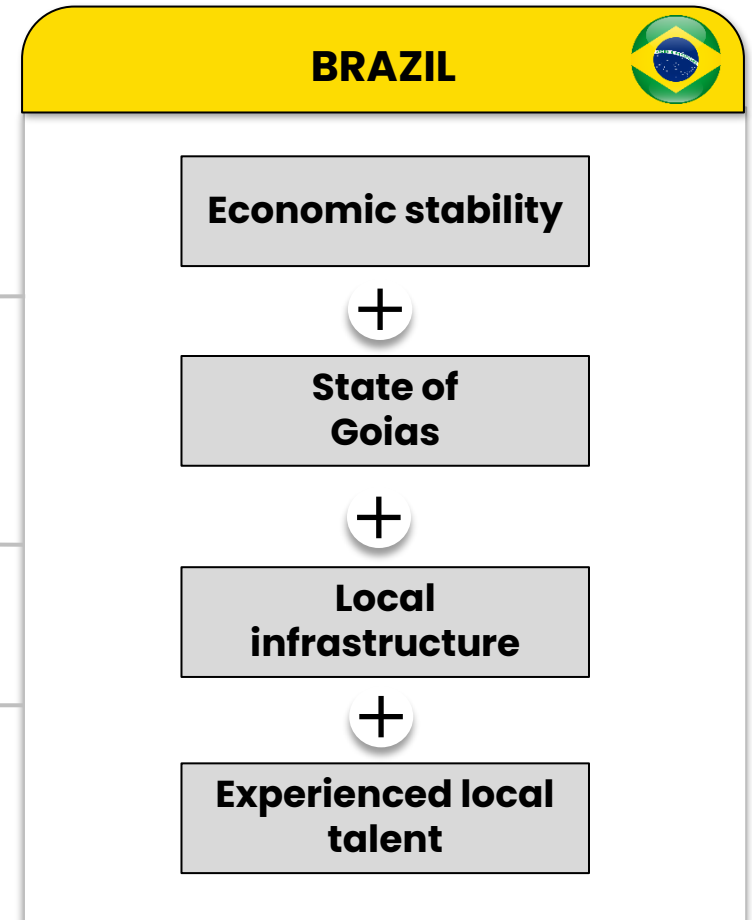 BRAZIL
Economic stability
+
State of
Goias
+
Local
infrastructure
+
Experienced local
talent